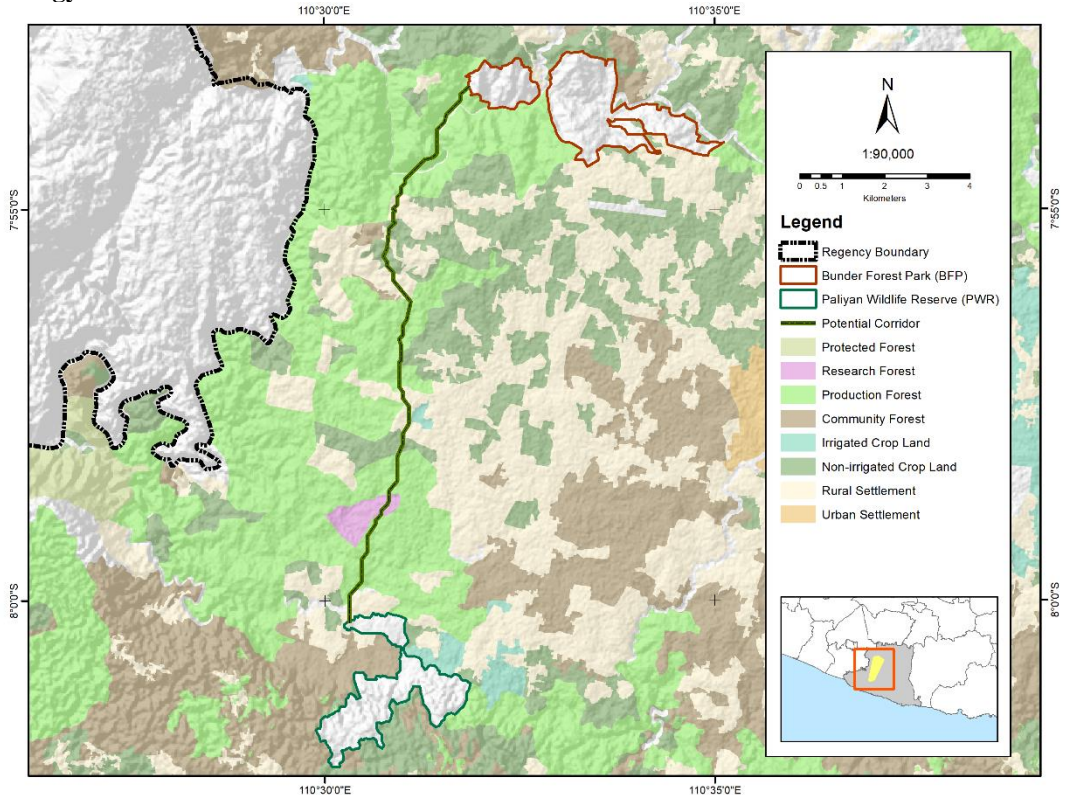 110°30'0"E
110°35'0"E
N
1:90,000
0 0.5 1 2 3 4
Kilometers
7°55'0"S
7°55'0"S
Legend
Regency Boundary
Bunder Forest Park (BFP)
Paliyan Wildlife Reserve (PWR)
Potential Corridor
Protected Forest
Research Forest
Production Forest
Community Forest
Irrigated Crop Land
Non-irrigated Crop Land
Rural Settlement
Urban Settlement
8°0'0"S
8°0'0"S
110°30'0"E
110°35'0"E